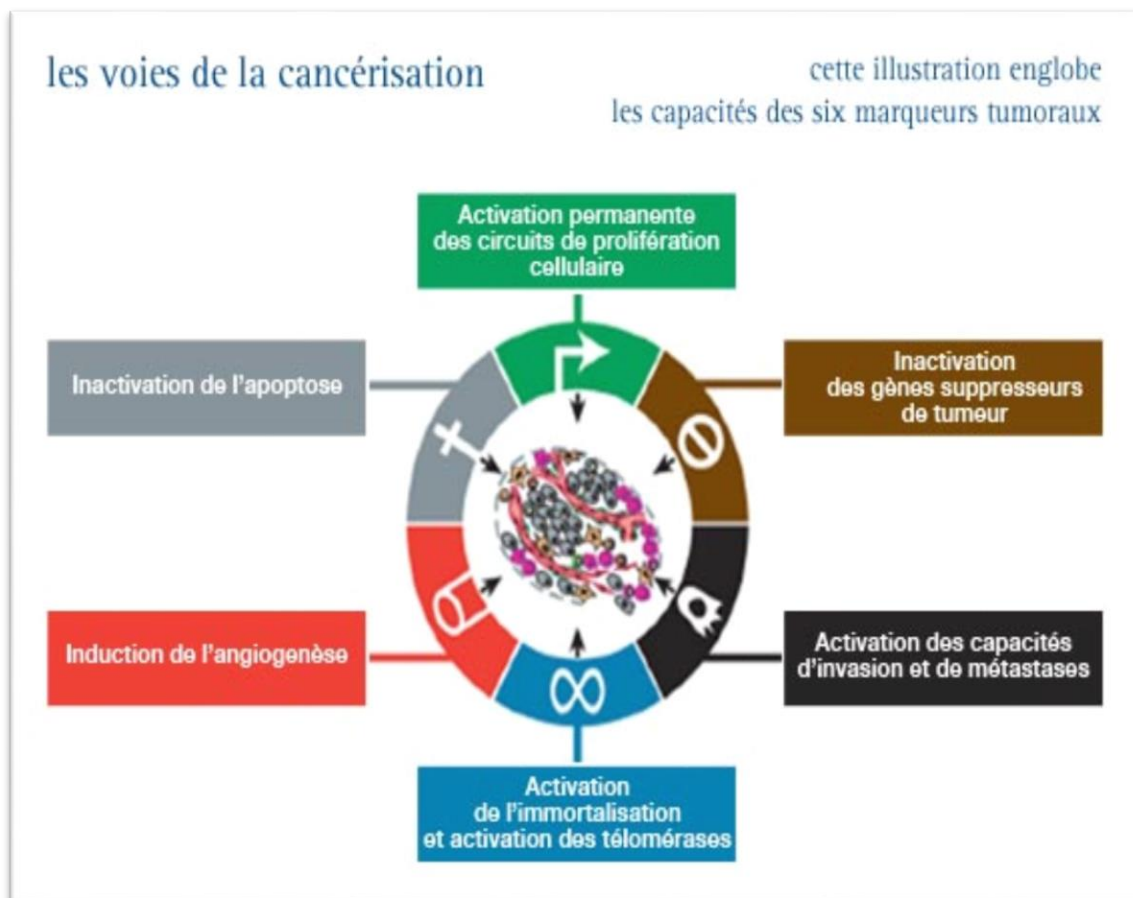 les voies de la cancérisation
cette illustration englobe
les capacités des six marqueurs tumoraux
Activation permanente
des circuits de prolifération
cellulaire
Inactivation de l'apoptose
Inactivation
des gènes suppresseurs
de tumeur
Induction de l'angiogenèse
Activation des capacités
d'invasion et de métastases
Activation
de l'immortalisation
et activation des télomérases